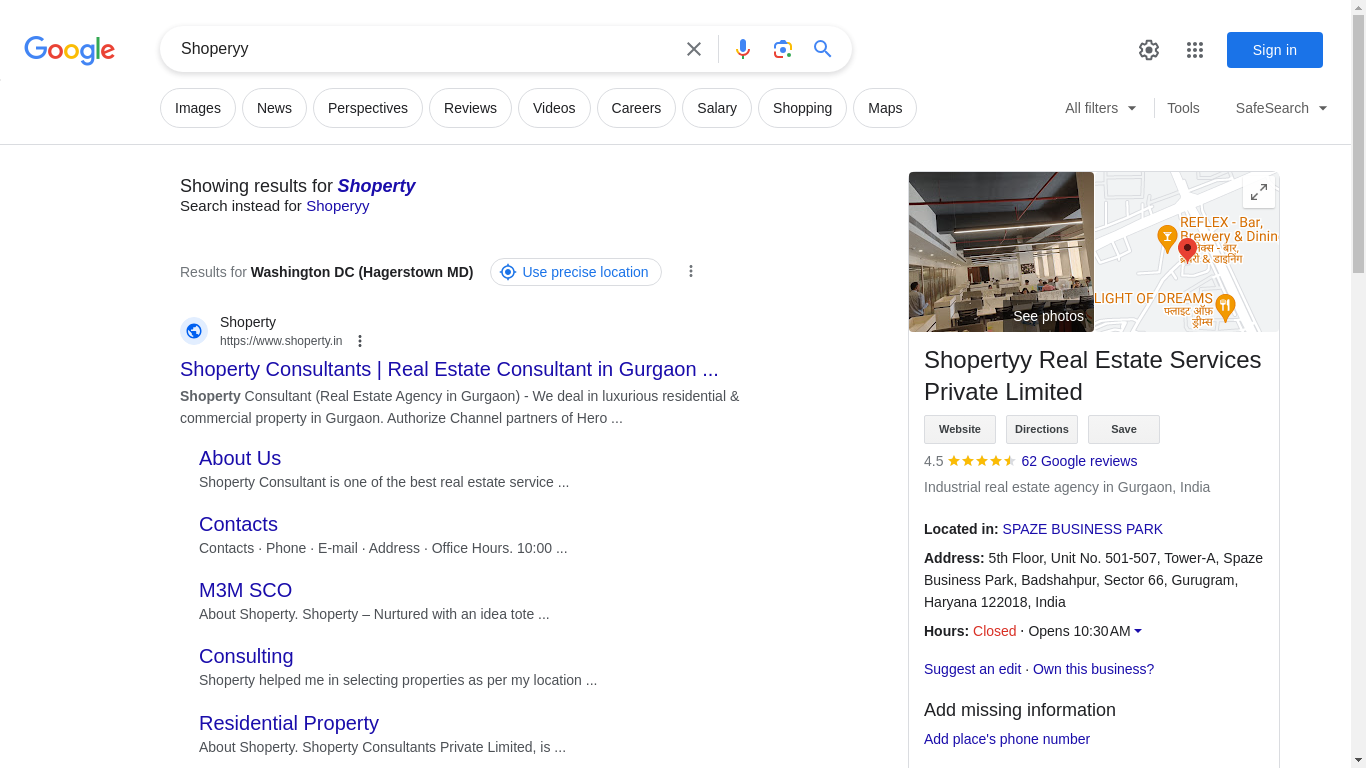 Google
Shoperyy
Sign in
Images
News
Perspectives
Reviews
Videos
Careers
Salary
Shopping
Maps
All filters
Tools
SafeSearch
Showing results for Shoperty
Search instead for Shoperyy
Results for Washington DC (Hagerstown MD)
Use precise location
Shoperty
https://www.shoperty.in
Shoperty Consultants | Real Estate Consultant in Gurgaon ...
Shoperty Consultant (Real Estate Agency in Gurgaon) - We deal in luxurious residential &
commercial property in Gurgaon. Authorize Channel partners of Hero ...
About Us
Shoperty Consultant is one of the best real estate service ...
Contacts
Contacts · Phone · E-mail · Address · Office Hours. 10:00 ...
M3M SCO
About Shoperty. Shoperty – Nurtured with an idea tote ...
Consulting
Shoperty helped me in selecting properties as per my location ...
Residential Property
About Shoperty. Shoperty Consultants Private Limited, is ...
See photos
REFLEX - Bar,
Brewery & Dinin
बार,
डाइनिंग
LIGHT OF DREAMS
फ्लाइट ऑफ़
ड्रीम्स
Shopertyy Real Estate Services
Private Limited
Website
Directions
Save
4.5
62 Google reviews
Industrial real estate agency in Gurgaon, India
Located in: SPAZE BUSINESS PARK
Address: 5th Floor, Unit No. 501-507, Tower-A, Spaze
Business Park, Badshahpur, Sector 66, Gurugram,
Haryana 122018, India
Hours: Closed · Opens 10:30 AM
Suggest an edit · Own this business?
Add missing information
Add place's phone number